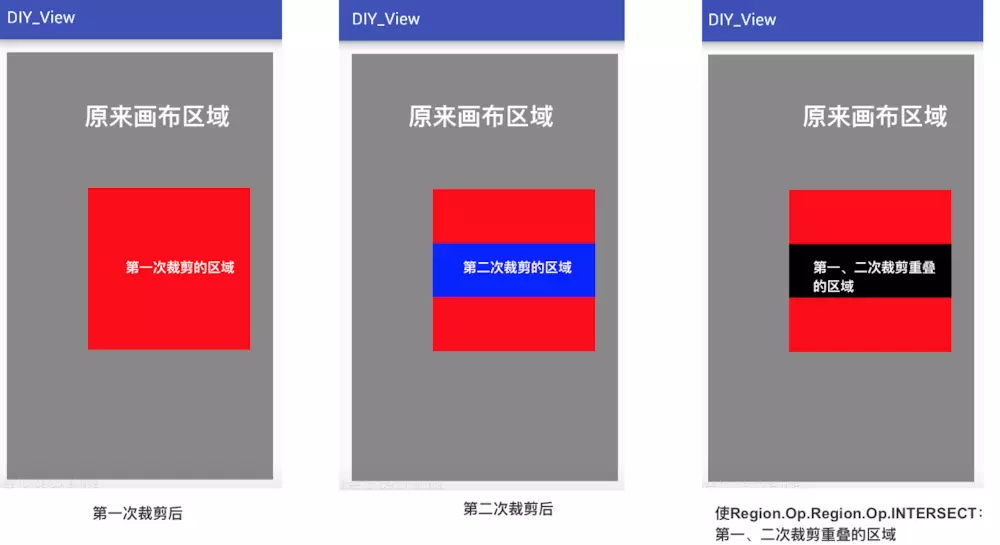 DIY_View
原来画布区域
第一次裁剪的区域
第一次裁剪后
DIY_View
原来画布区域
第二次裁剪的区域
第二次裁剪后
DIY_View
原来画布区域
第一、二次裁剪重叠
的区域
使Region.Op.Region.Op.INTERSECT：
第一、二次裁剪重叠的区域